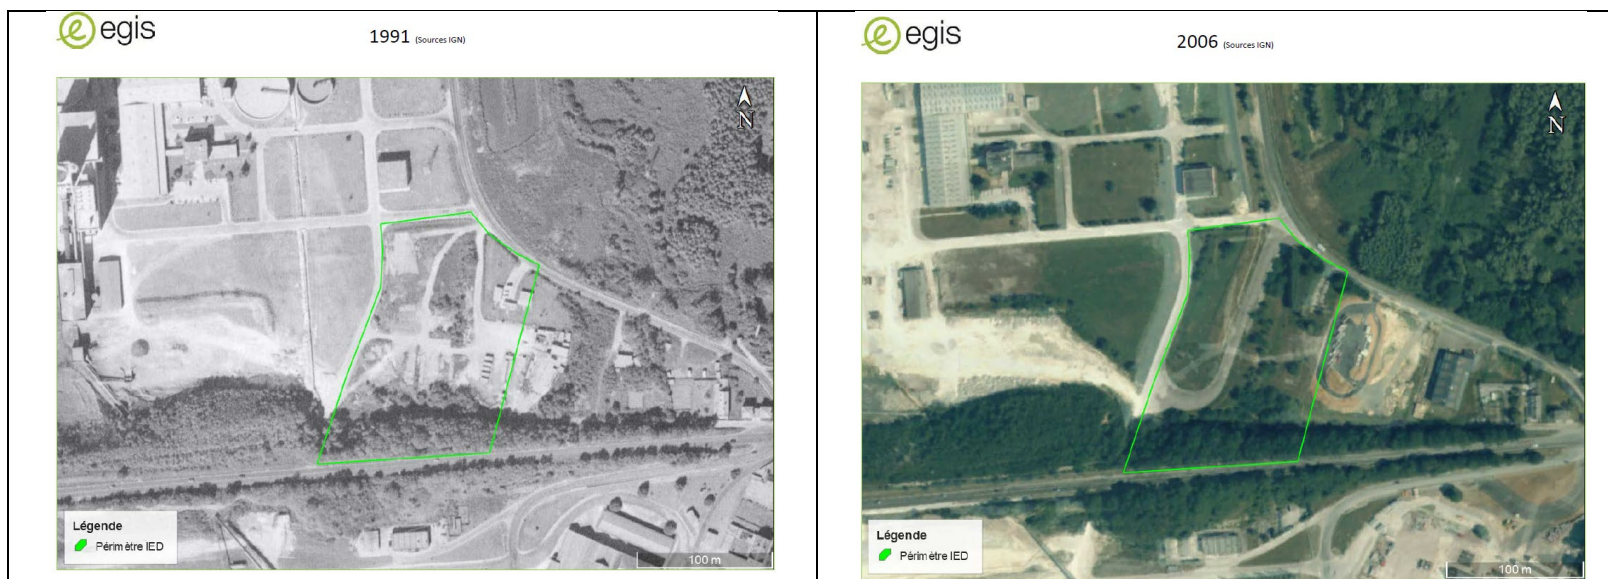 egis
1991 (Sources IGN)
N
Légende
Périmètre IED
100 m
egis
2006 (Sources IGN)
N
Légende
Périmètre IED
100 m